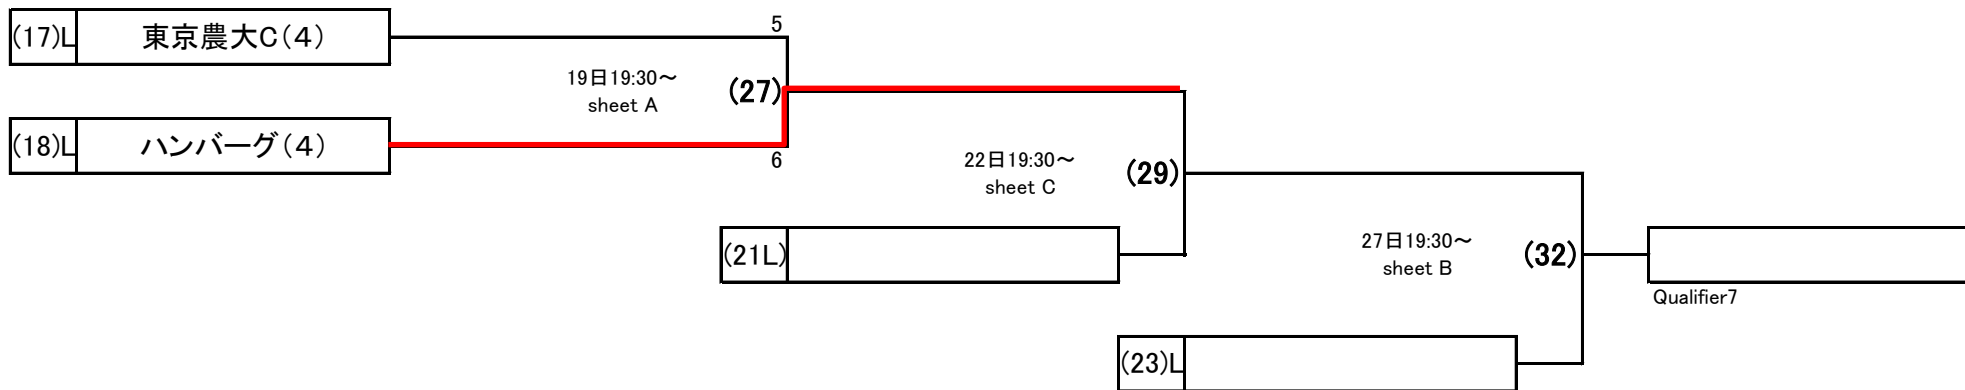 (17)L 東京農大C(4)
5
19日19:30～
sheet A
(27)
(18)L ハンバーグ(4)
6
22日19:30～
sheet C
(29)
(21L)
27日19:30～
sheet B
(32)
Qualifier7
(23)L